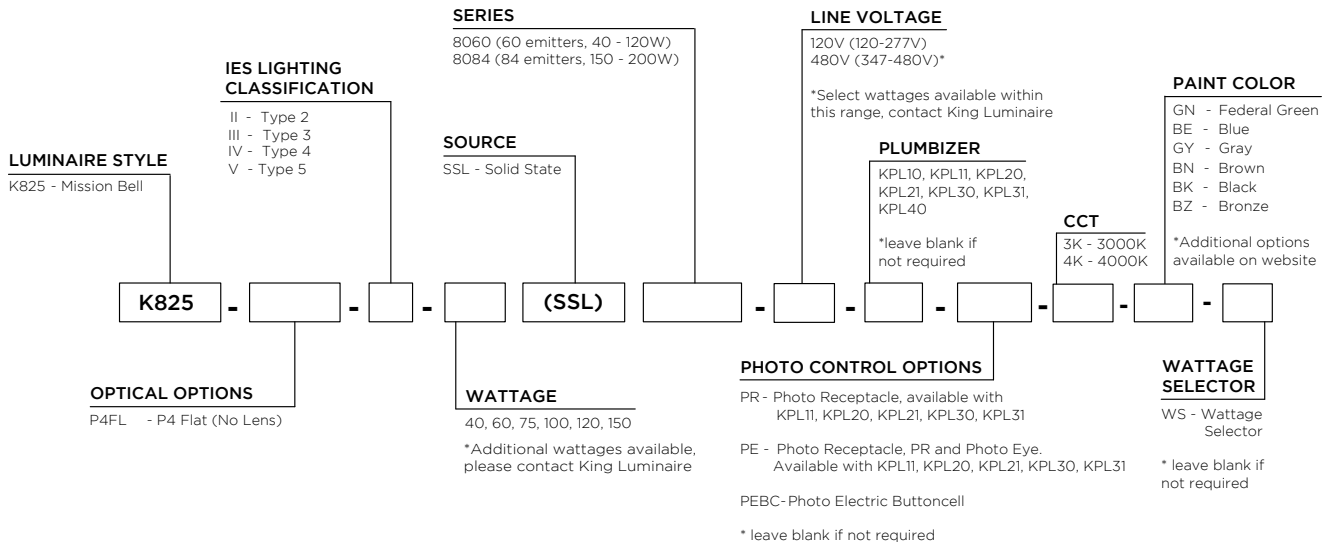 SERIES
8060 (60 emitters, 40 - 120W)
8084 (84 emitters, 150 - 200W)
LINE VOLTAGE
120V (120-277V)
480V (347-480V)*
*Select wattages available within
this range, contact King Luminaire
IES LIGHTING
CLASSIFICATION
II - Type 2
III - Type 3
IV - Type 4
V - Type 5
PAINT COLOR
GN - Federal Green
BE - Blue
GY - Gray
BN - Brown
BK - Black
BZ - Bronze
*Additional options
available on website
LUMINAIRE STYLE
K825 - Mission Bell
SOURCE
SSL - Solid State
PLUMBIZER
KPL10, KPL11, KPL20,
KPL21, KPL30, KPL31,
KPL40
*leave blank if
not required
CCT
3K - 3000K
4K - 4000K
K825 - - - (SSL) - - - - - -
OPTICAL OPTIONS
P4FL - P4 Flat (No Lens)
WATTAGE
40, 60, 75, 100, 120, 150
*Additional wattages available,
please contact King Luminaire
PHOTO CONTROL OPTIONS
PR - Photo Receptacle, available with
KPL11, KPL20, KPL21, KPL30, KPL31
PE - Photo Receptacle, PR and Photo Eye.
Available with KPL11, KPL20, KPL21, KPL30, KPL31
PEBC- Photo Electric Buttoncell
* leave blank if not required
WATTAGE
SELECTOR
WS - Wattage
Selector
* leave blank if
not required